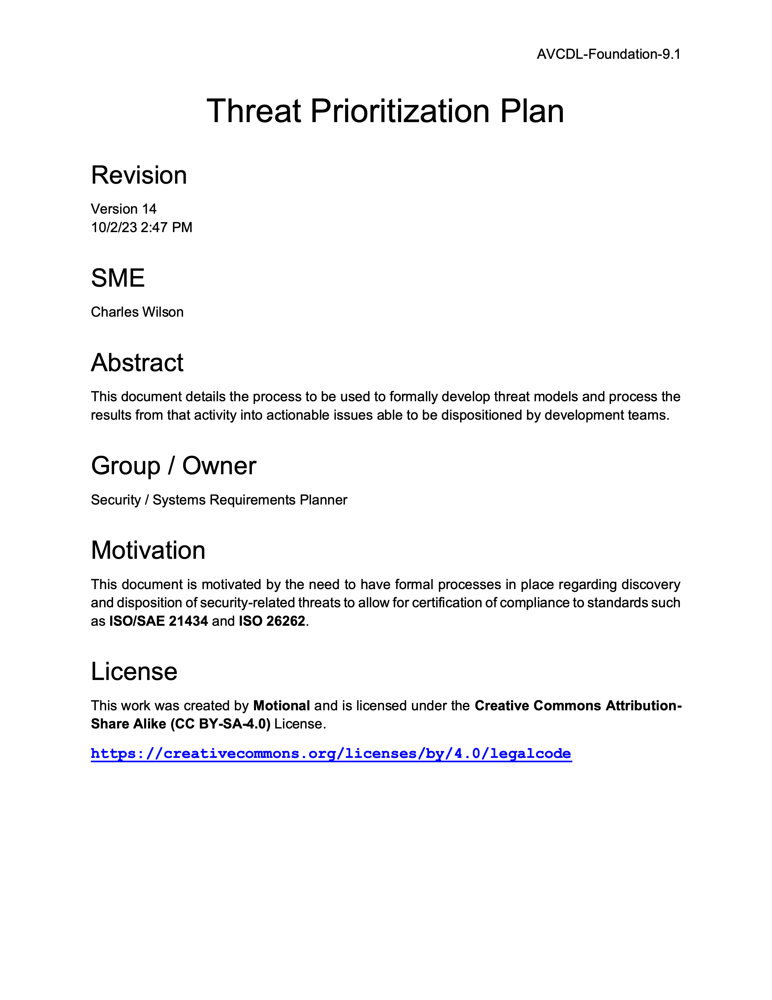 AVCDL-Foundation-9.1
Threat Prioritization Plan
Revision
Version 14
10/2/23 2:47 PM
SME
Charles Wilson
Abstract
This document details the process to be used to formally develop threat models and process the
results from that activity into actionable issues able to be dispositioned by development teams.
Group / Owner
Security / Systems Requirements Planner
Motivation
This document is motivated by the need to have formal processes in place regarding discovery
and disposition of security-related threats to allow for certification of compliance to standards such
as ISO/SAE 21434 and ISO 26262.
License
This work was created by Motional and is licensed under the Creative Commons Attribution-
Share Alike (CC BY-SA-4.0) License.
https://creativecommons.org/licenses/by/4.0/legalcode